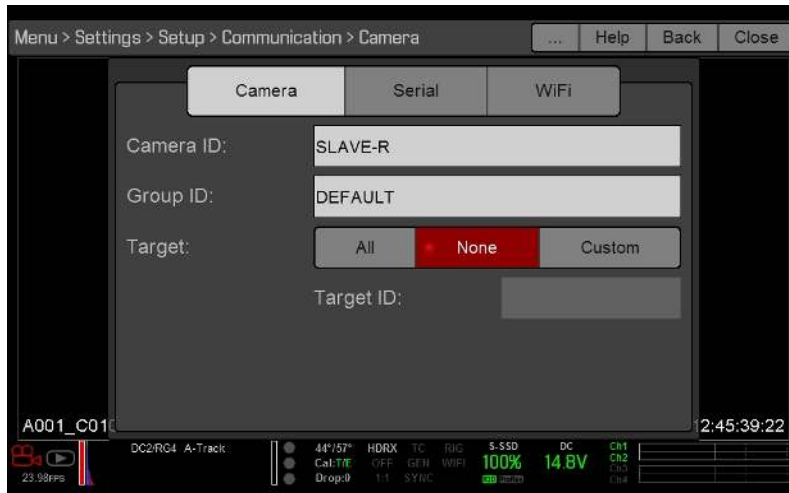 Menu > Settings > Setup > Communication > Camera ... Help Back Close
Camera Serial WiFi
Camera ID: SLAVE-R
Group ID: DEFAULT
Target: All None Custom
Target ID:
A001_C010 12:45:39:22
DC2/RG4 A-Track 44°/57° HDRX TC RIG S-SSD DC Ch1
Cal:T/E OFF GEN WIFI 100% 14.8V Ch2
Ch3
23.98FPS Drop:0 1:1 SYNC Ch4